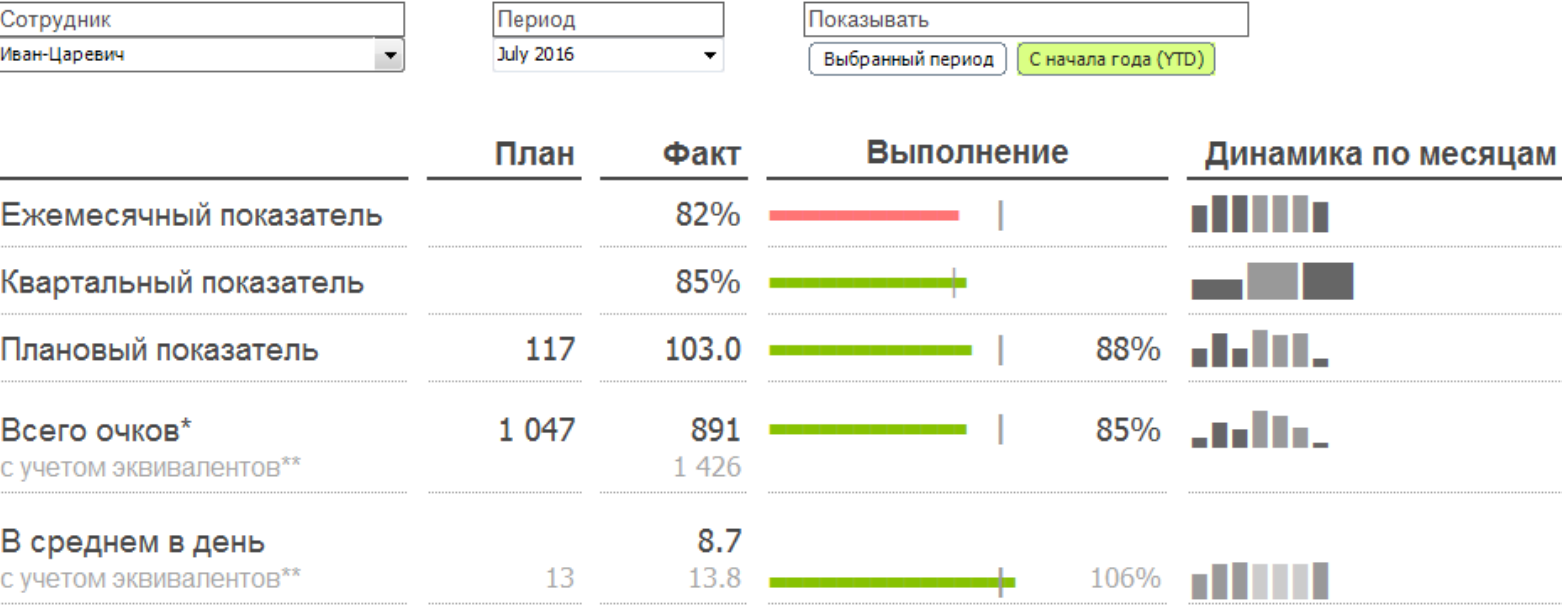 Сотрудник Период Показывать
Иван-Царевич July 2016 Выбранный период С начала года (YTD)
План Факт Выполнение Динамика по месяцам
Ежемесячный показатель 82%
Квартальный показатель 85%
Плановый показатель 117 103.0 88%
Всего очков* 1 047 891 85%
с учетом эквивалентов** 1 426
В среднем в день 8.7
с учетом эквивалентов** 13 13.8 106%